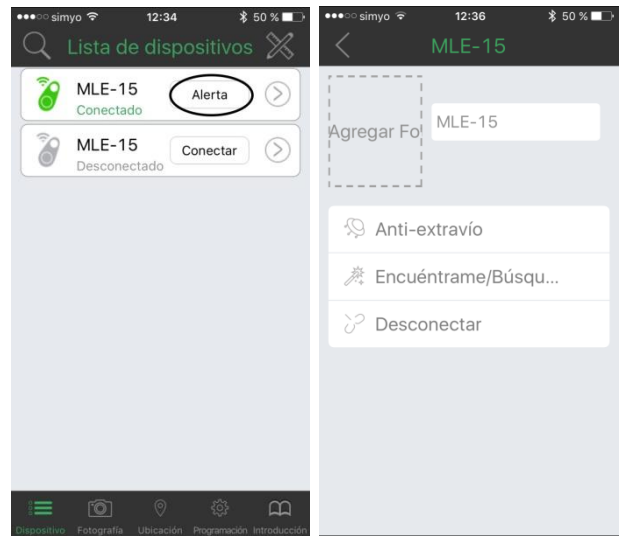 simyo 12:34 50 %
Lista de dispositivos
MLE-15
Conectado
Alerta
MLE-15
Desconectado
Conectar
Dispositivo Fotografía Ubicación Programación Introducción
simyo 12:36 50 %
MLE-15
Agregar Fo
MLE-15
Anti-extravío
Encuéntrame/Búsqu...
Desconectar